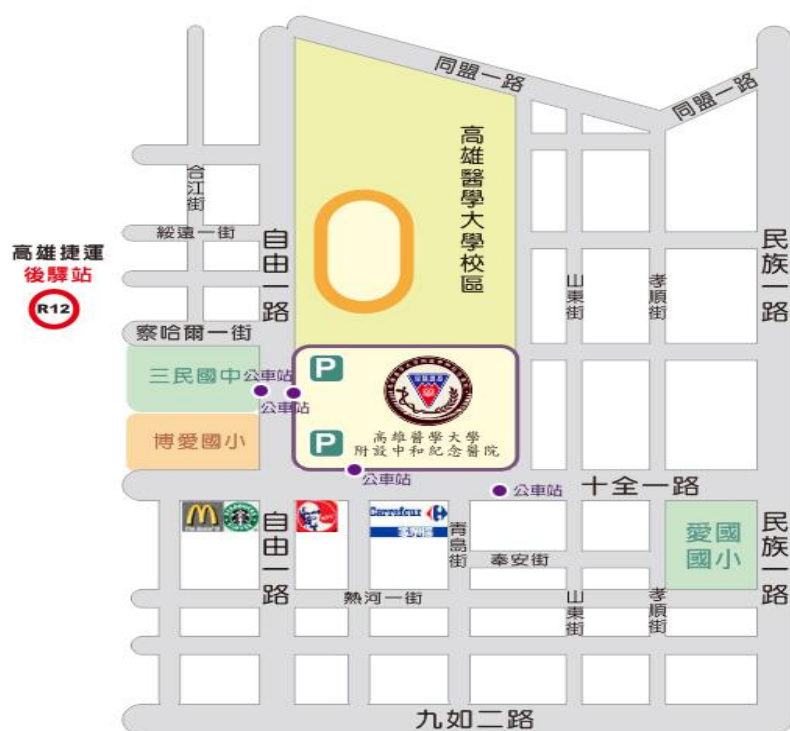 同盟一路
同盟一路
高雄醫學大學校區
合江街
綏遠一街
自由一路
山東街
孝順街
民族一路
高雄捷運
後驛站
R12
察哈爾一街
三民國中
公車站
公車站
P
P
博愛國小
高雄醫學大學
附設中和紀念醫院
公車站
公車站
十全一路
Carrefour
家樂福
自由一路
青島街
奉安街
愛國
國小
民族一路
熱河一街
山東街
孝順街
九如二路